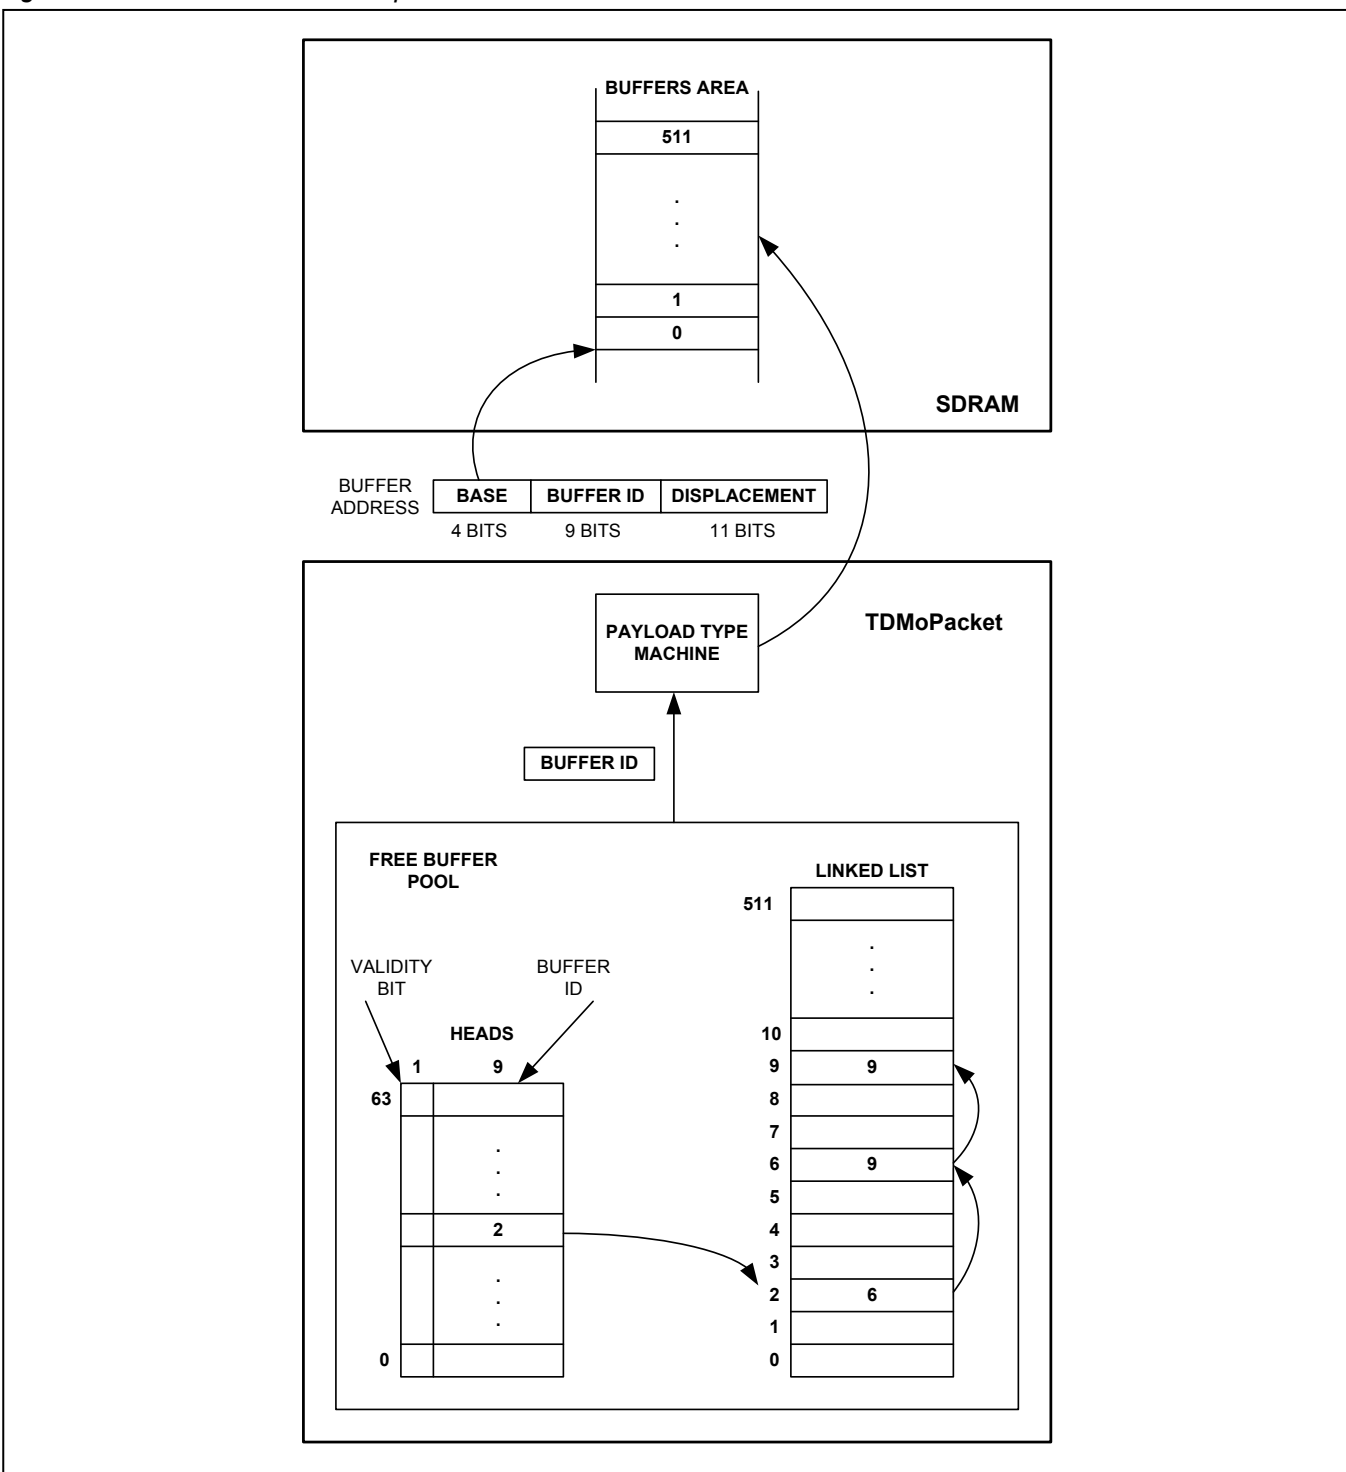 BUFFERS AREA
511
.
.
.
1
0
SDRAM
BUFFER
ADDRESS
BASE BUFFER ID DISPLACEMENT
4 BITS 9 BITS 11 BITS
TDMoPacket
PAYLOAD TYPE
MACHINE
BUFFER ID
FREE BUFFER
POOL
VALIDITY
BIT
BUFFER
ID
HEADS
1 9
63
.
.
.
2
.
.
.
0
LINKED LIST
511
.
.
.
10
9 9
8
7
6 9
5
4
3
2 6
1
0